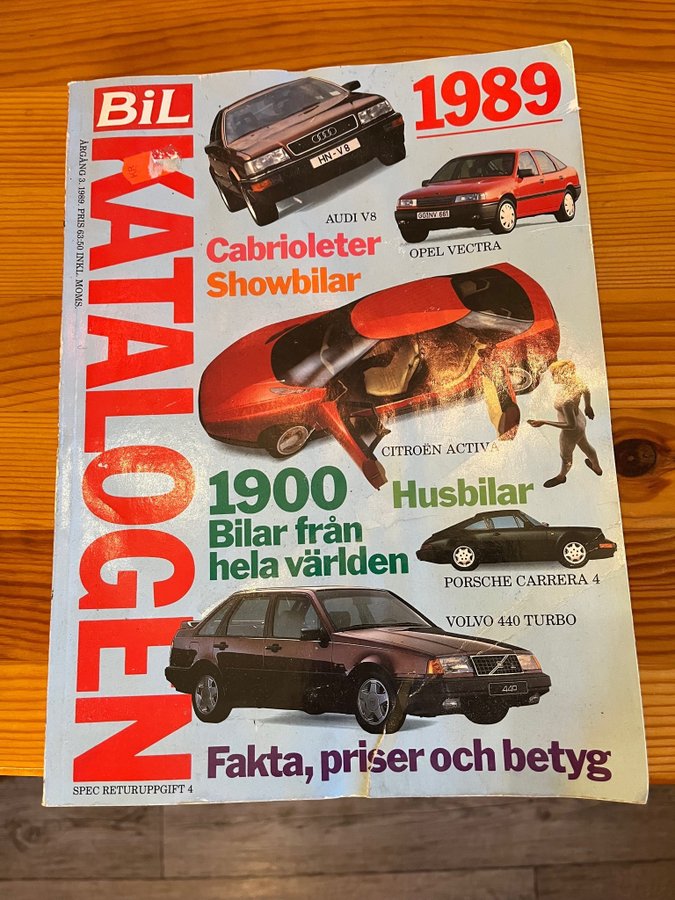 BiL
KATALOGEN
1989
ÅRGÅNG 3. 1989. PRIS 63:50 INKL. MOMS.
HN-V 8
AUDI V8
OPEL VECTRA
Cabrioleter
Showbilar
CITROËN ACTIVA
1900
Bilar från
hela världen
Husbilar
PORSCHE CARRERA 4
VOLVO 440 TURBO
440
Fakta, priser och betyg
SPEC RETURUPPGIFT 4